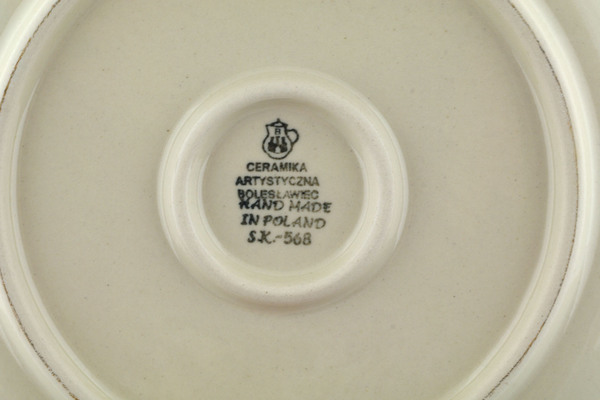 CERAMIKA
ARTYSTYCZNA
BOLESŁAWIEC
HAND MADE
IN POLAND
S.K.-568